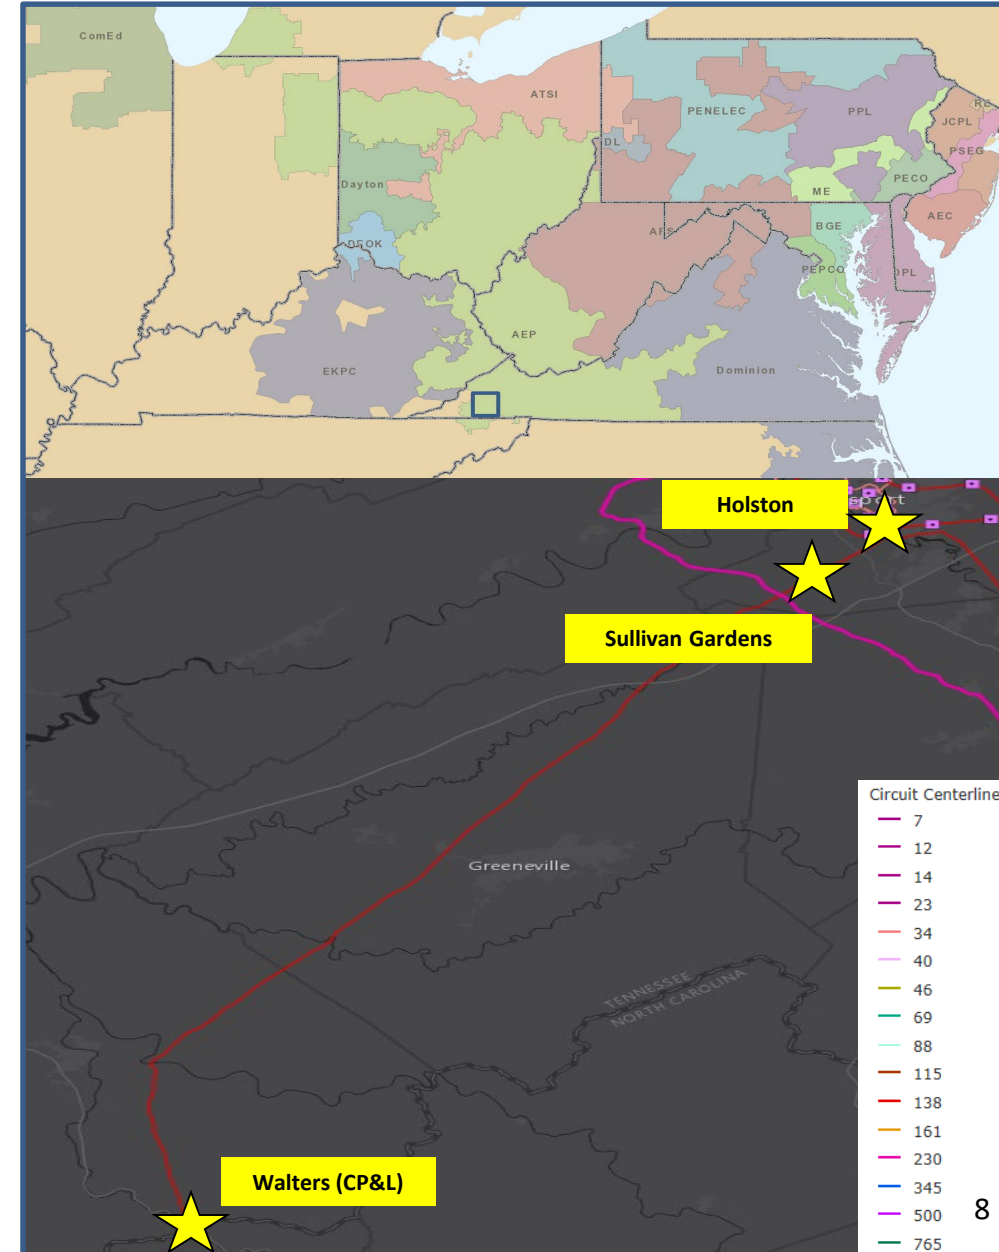 ComEd
ATSI
PENELEC
PPL
RE
JCPL
DL
PSEG
Dayton
PECO
ME
AEC
BGE
APS
DEOK
PEPCO
DPL
AEP
EKPC
Dominion
Holston
Sullivan Gardens
Greeneville
TENNESSEE
NORTH CAROLINA
Walters (CP&L)
Circuit Centerline
7
12
14
23
34
40
46
69
88
115
138
161
230
345
500
765
8